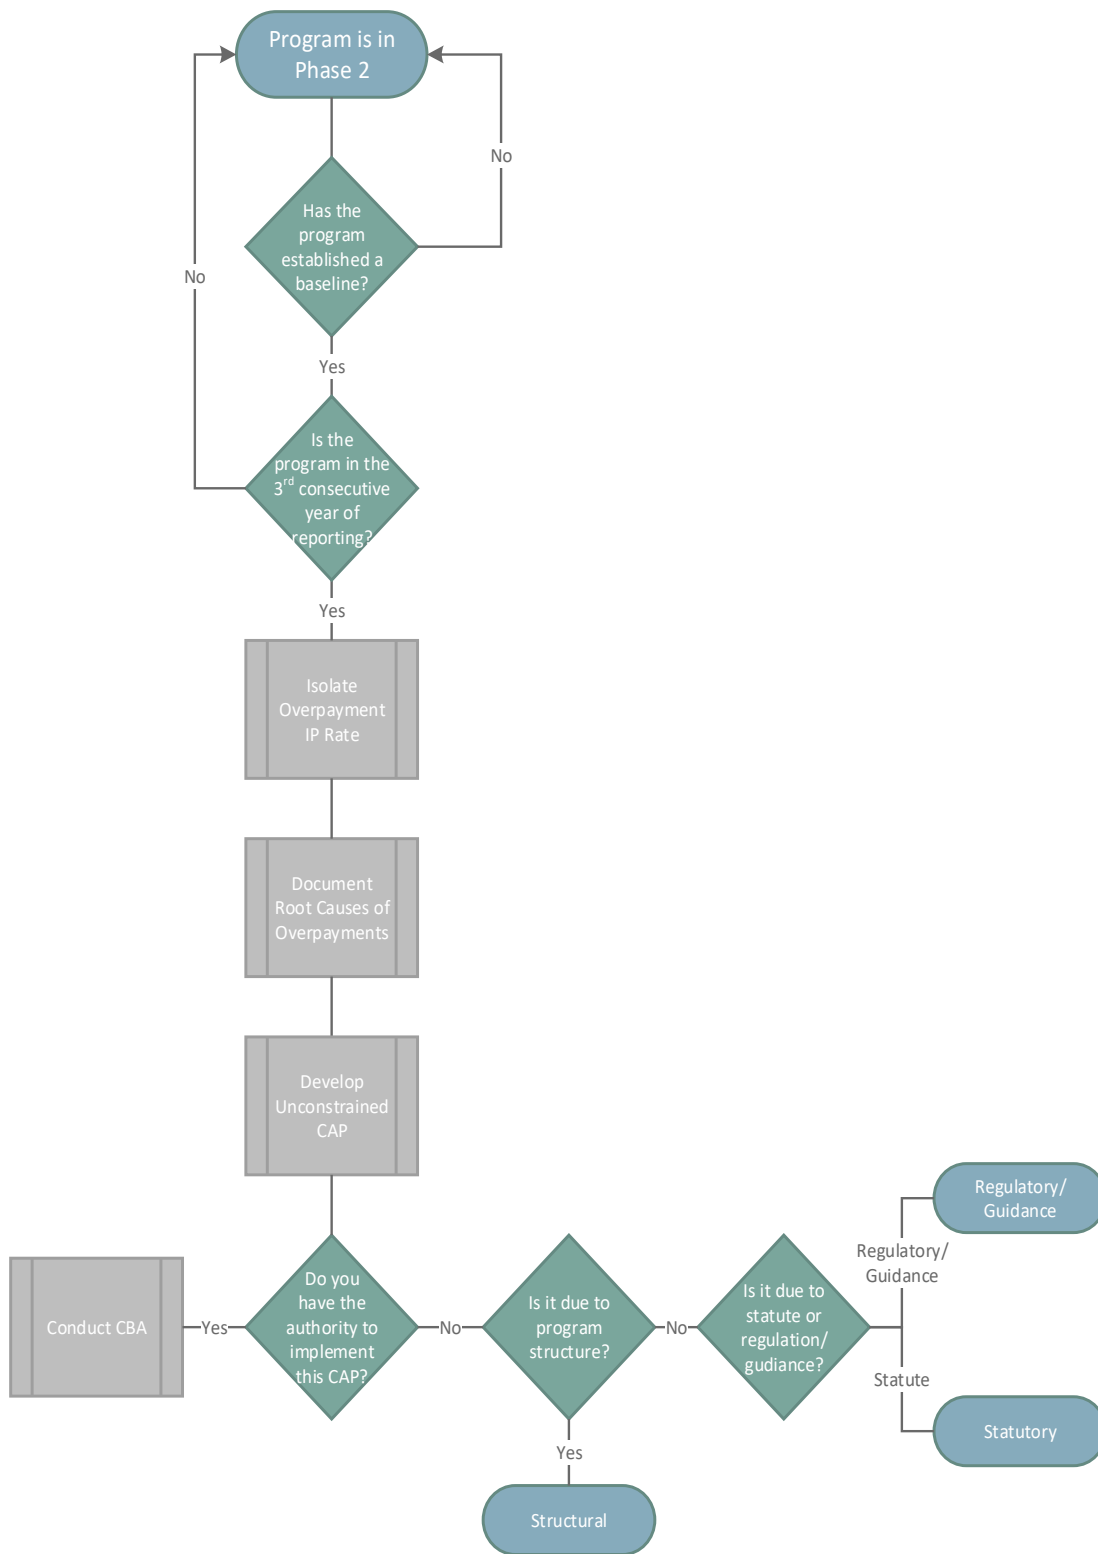 Program is in
Phase 2
No
Has the
program
established a
baseline?
No
Yes
Is the
program in the
3rd consecutive
year of
reporting?
Yes
Isolate
Overpayment
IP Rate
Document
Root Causes of
Overpayments
Develop
Unconstrained
CAP
Regulatory/
Guidance
Regulatory/
Guidance
Conduct CBA
Yes
Do you
have the
authority to
implement
this CAP?
No
Is it due to
program
structure?
No
Is it due to
statute or
regulation/
gudiance?
Statute
Statutory
Yes
Structural